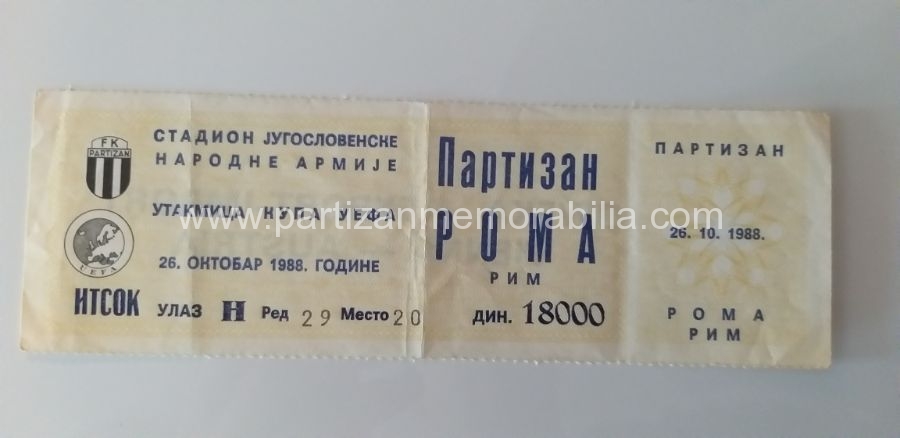 FK
PARTIZAN
СТАДИОН ЈУГОСЛОВЕНСКЕ
НАРОДНЕ АРМИЈЕ
УТАКМИЦА КУПА УЕФА
26. ОКТОБАР 1988. ГОДИНЕ
UEFA
ИТСОК УЛАЗ Н Ред 29 Место 20
Партизан
РОМА
РИМ
дин. 18000
ПАРТИЗАН
26. 10. 1988.
РОМА
РИМ
www.partizanmemorabilia.com